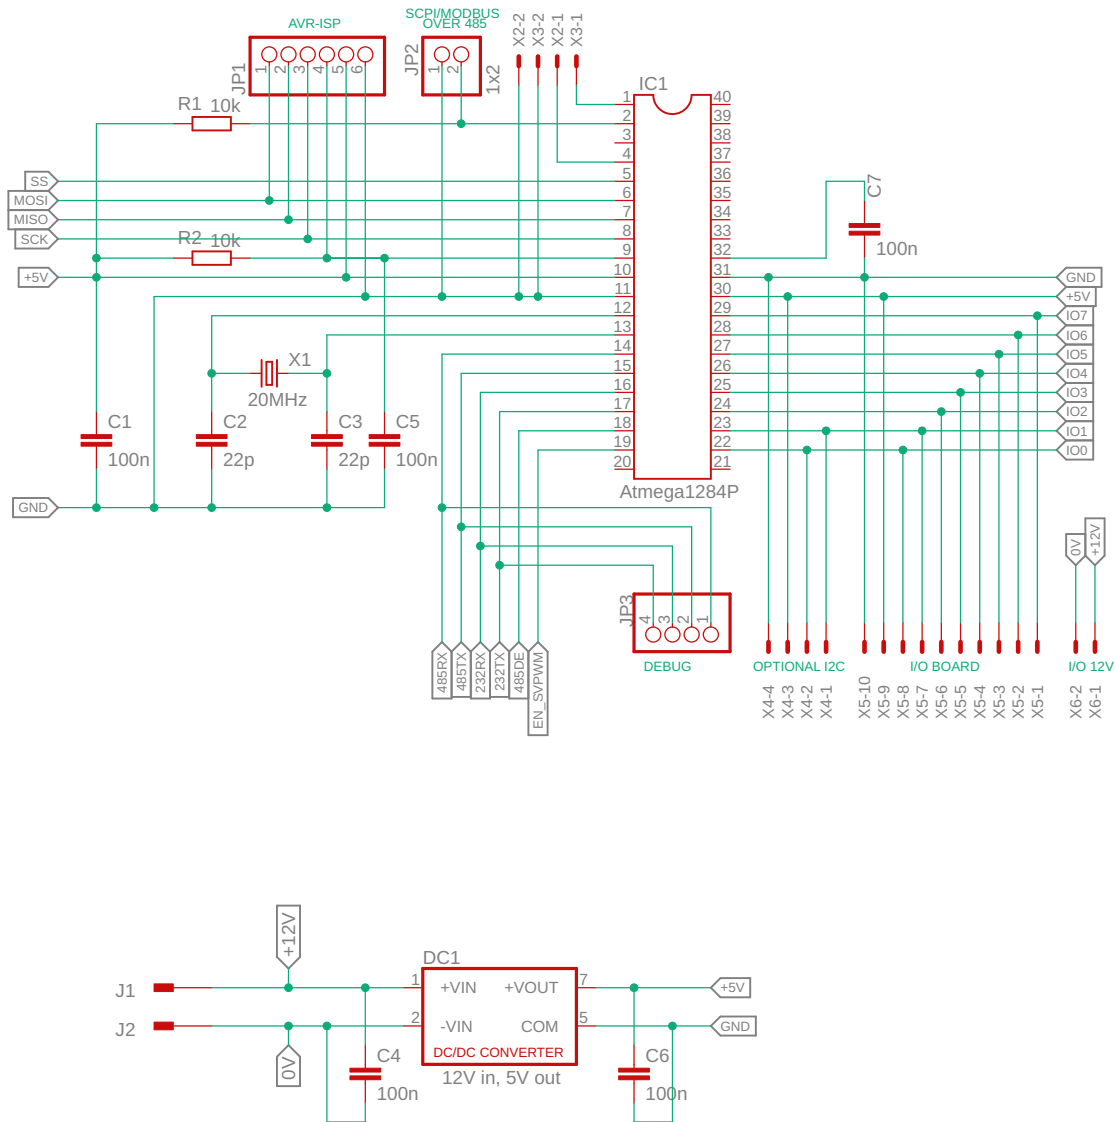 AVR-ISP
SCPI/MODBUS
OVER 485
X2-2
X3-2
X2-1
X3-1
JP1
1
2
3
4
5
6
JP2
1
2
1x2
IC1
R1 10k
1
2
3
4
5
6
7
8
9
10
11
12
13
14
15
16
17
18
19
20
40
39
38
37
36
35
34
33
32
31
30
29
28
27
26
25
24
23
22
21
Atmega1284P
C7
100n
SS
MOSI
MISO
SCK
R2 10k
+5V
X1
20MHz
C1
100n
C2
22p
C3
22p
C5
100n
GND
GND
+5V
IO7
IO6
IO5
IO4
IO3
IO2
IO1
IO0
0V
+12V
JP3
4
3
2
1
DEBUG
485RX
485TX
232RX
232TX
485DE
EN_SVPWM
OPTIONAL I2C
I/O BOARD
I/O 12V
X4-4
X4-3
X4-2
X4-1
X5-10
X5-9
X5-8
X5-7
X5-6
X5-5
X5-4
X5-3
X5-2
X5-1
X6-2
X6-1
+12V
DC1
J1
1
+VIN
+VOUT
7
+5V
J2
2
-VIN
COM
5
GND
0V
DC/DC CONVERTER
12V in, 5V out
C4
100n
C6
100n